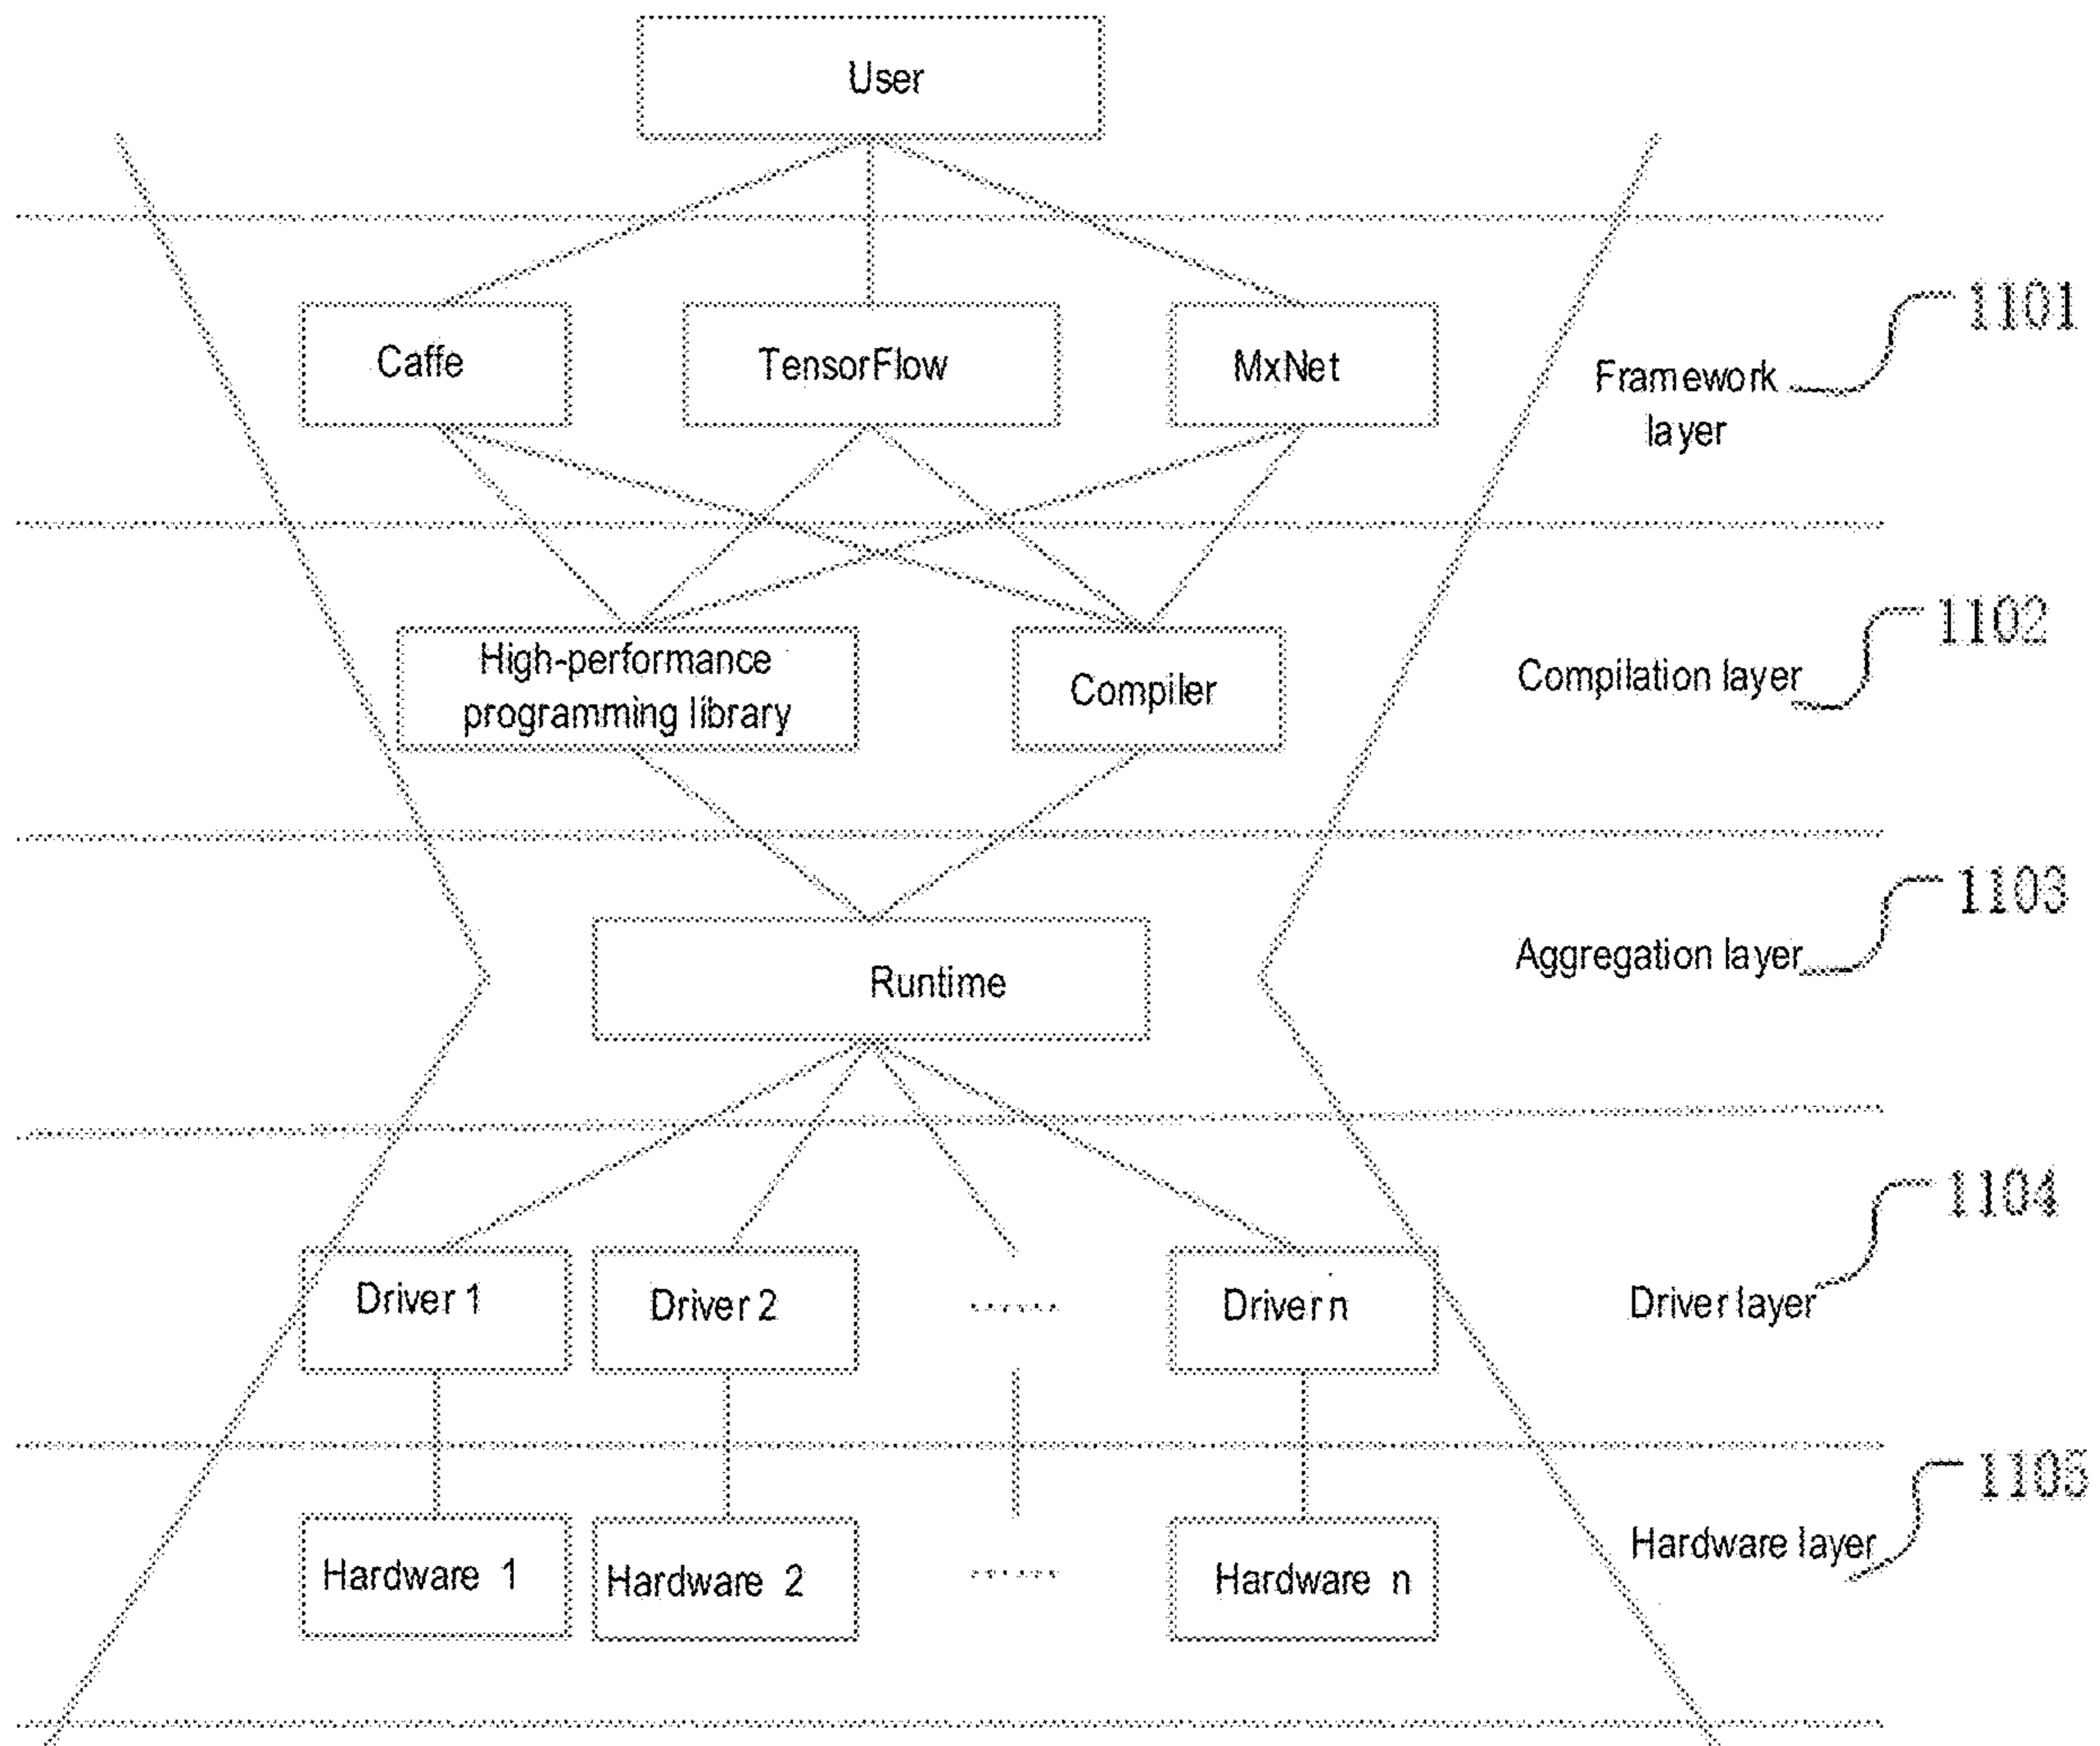 User
1101
Caffe
TensorFlow
MxNet
Framework
layer
1102
High-performance
programming library
Compiler
Compilation layer
1103
Runtime
Aggregation layer
1104
Driver 1
Driver 2
......
Driver n
Driver layer
1105
Hardware 1
Hardware 2
......
Hardware n
Hardware layer